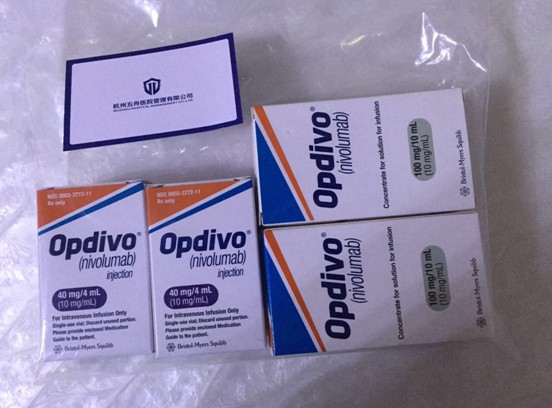 杭州五舟医院管理有限公司
Opdivo®
(nivolumab)
Concentrate for solution for infusion
100 mg/10 mL
(10 mg/mL)
Bristol-Myers Squibb
NDC 0003-3772-11
Rx only
Opdivo®
(nivolumab)
injection
40 mg/4 mL
(10 mg/mL)
For Intravenous Infusion Only
Single-use vial; Discard unused portion.
Please provide enclosed Medication
Guide to the patient.
Bristol-Myers Squibb
NDC 0003-3772-11
Rx only
Opdivo®
(nivolumab)
injection
40 mg/4 mL
(10 mg/mL)
For Intravenous Infusion Only
Single-use vial; Discard unused portion.
Please provide enclosed Medication
Guide to the patient.
Bristol-Myers Squibb
Opdivo®
(nivolumab)
Concentrate for solution for infusion
100 mg/10 mL
(10 mg/mL)
Bristol-Myers Squibb